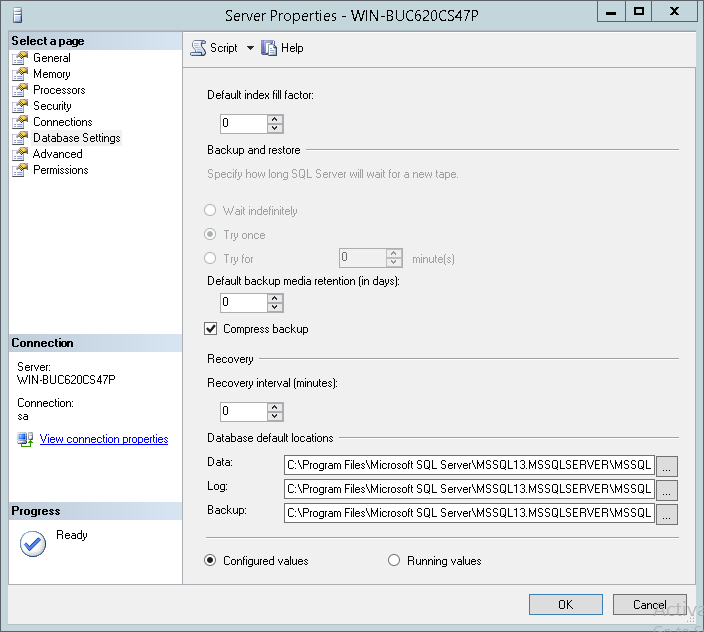 Server Properties - WIN-BUC620CS47P
Select a page
General
Memory
Processors
Security
Connections
Database Settings
Advanced
Permissions
Connection
Server:
WIN-BUC620CS47P
Connection:
sa
View connection properties
Progress
Ready
Script
Help
Default index fill factor:
0
Backup and restore
Specify how long SQL Server will wait for a new tape.
Wait indefinitely
Try once
Try for 0 minute(s)
Default backup media retention (in days):
0
Compress backup
Recovery
Recovery interval (minutes):
0
Database default locations
Data: C:\Program Files\Microsoft SQL Server\MSSQL13.MSSQLSERVER\MSSQL ...
Log: C:\Program Files\Microsoft SQL Server\MSSQL13.MSSQLSERVER\MSSQL ...
Backup: C:\Program Files\Microsoft SQL Server\MSSQL13.MSSQLSERVER\MSSQL ...
Configured values Running values
OK Cancel